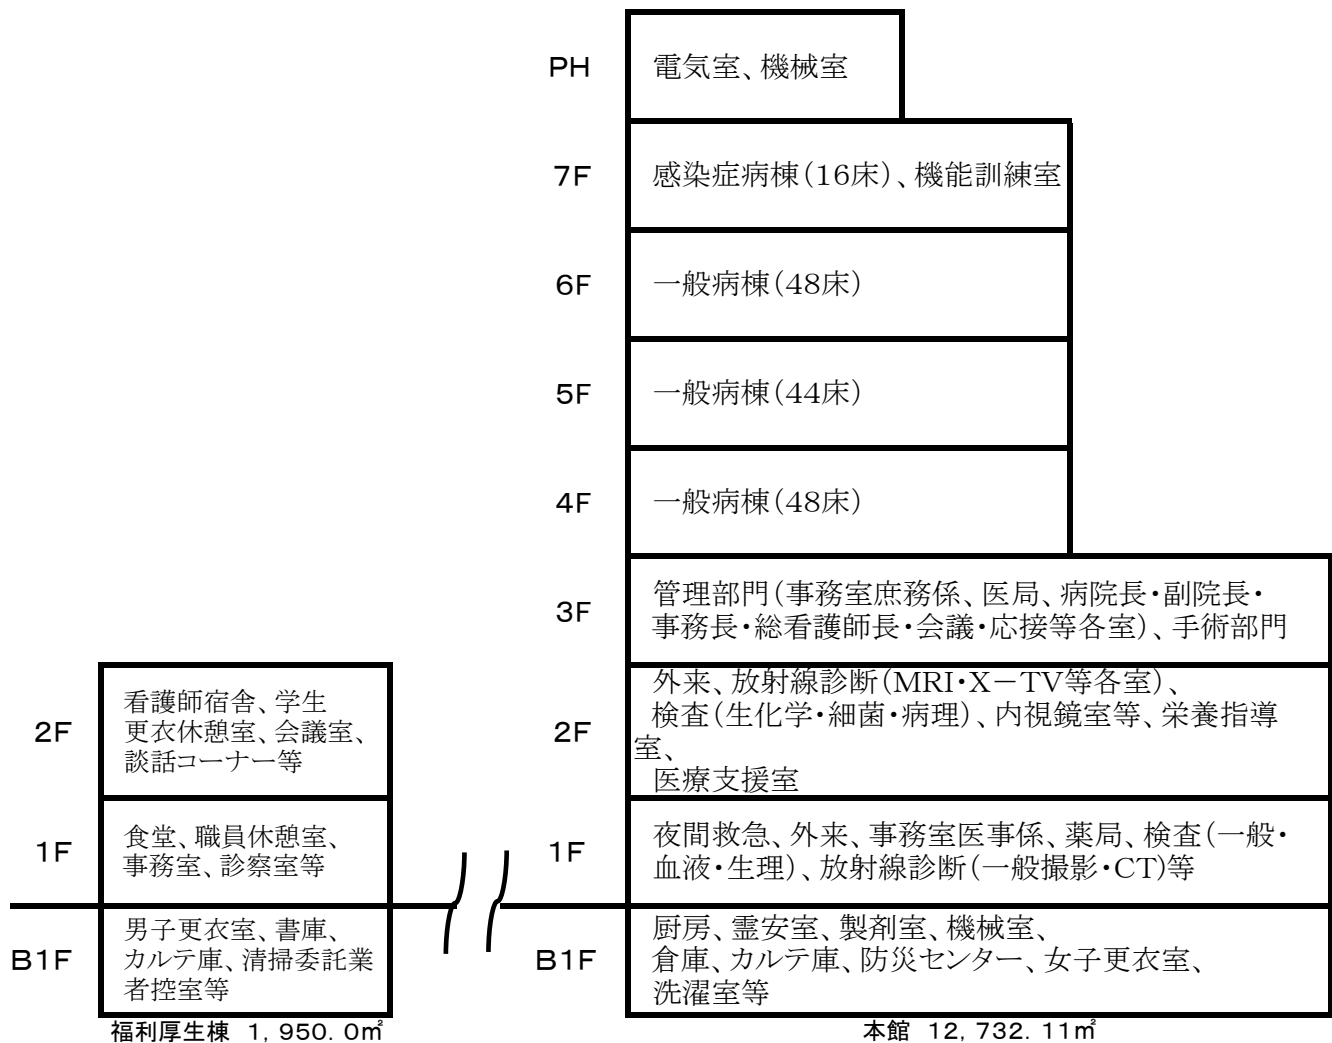 PH
電気室、機械室
7F
感染症病棟(16床)、機能訓練室
6F
一般病棟(48床)
5F
一般病棟(44床)
4F
一般病棟(48床)
3F
管理部門(事務室庶務係、医局、病院長・副院長・
事務長・総看護師長・会議・応接等各室)、手術部門
2F
看護師宿舎、学生
更衣休憩室、会議室、
談話コーナー等
2F
外来、放射線診断(MRI・X－TV等各室)、
検査(生化学・細菌・病理)、内視鏡室等、栄養指導
室、
医療支援室
1F
食堂、職員休憩室、
事務室、診察室等
1F
夜間救急、外来、事務室医事係、薬局、検査(一般・
血液・生理)、放射線診断(一般撮影・CT)等
B1F
男子更衣室、書庫、
カルテ庫、清掃委託業
者控室等
B1F
厨房、霊安室、製剤室、機械室、
倉庫、カルテ庫、防災センター、女子更衣室、
洗濯室等
福利厚生棟　1,950.0㎡
本館　12,732.11㎡